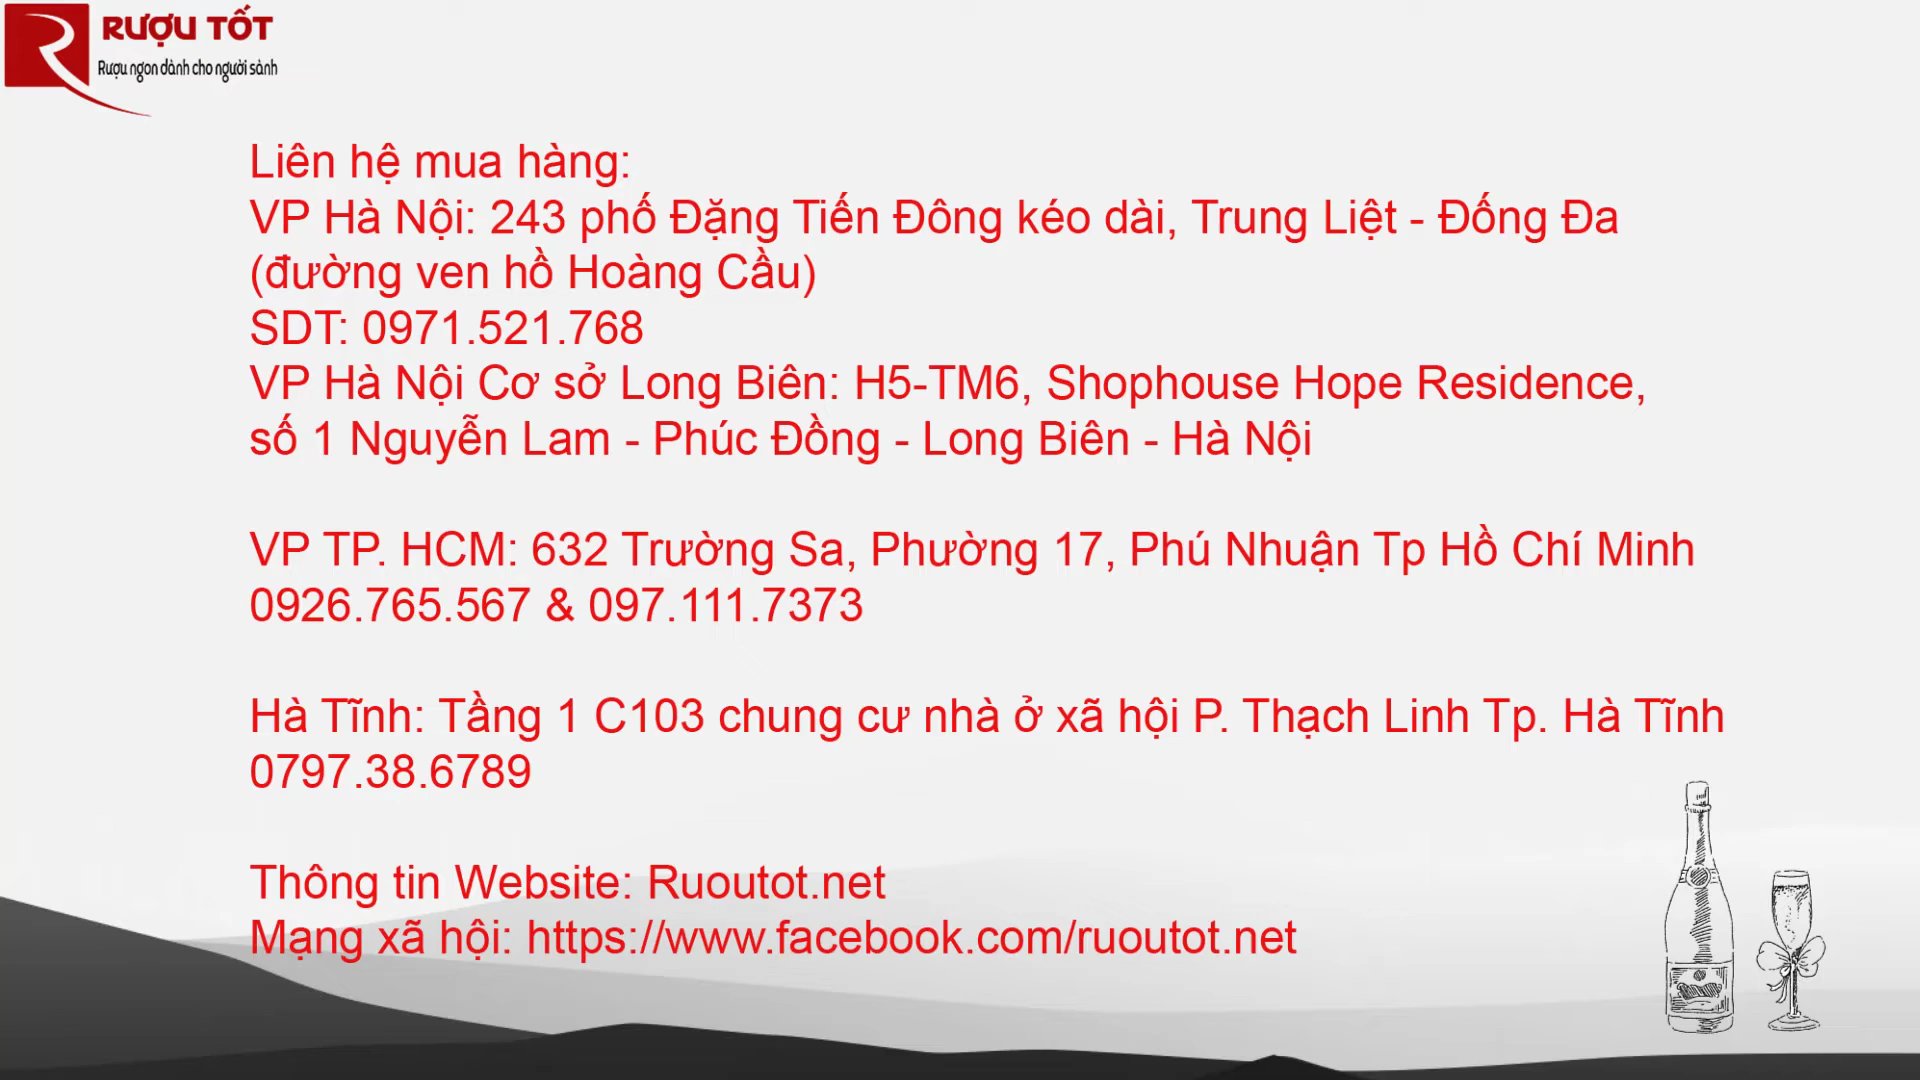 RƯỢU TỐT
Rượu ngon dành cho người sành
Liên hệ mua hàng:
VP Hà Nội: 243 phố Đặng Tiến Đông kéo dài, Trung Liệt - Đống Đa
(đường ven hồ Hoàng Cầu)
SDT: 0971.521.768
VP Hà Nội Cơ sở Long Biên: H5-TM6, Shophouse Hope Residence,
số 1 Nguyễn Lam - Phúc Đồng - Long Biên - Hà Nội
VP TP. HCM: 632 Trường Sa, Phường 17, Phú Nhuận Tp Hồ Chí Minh
0926.765.567 & 097.111.7373
Hà Tĩnh: Tầng 1 C103 chung cư nhà ở xã hội P. Thạch Linh Tp. Hà Tĩnh
0797.38.6789
Thông tin Website: Ruoutot.net
Mạng xã hội: https://www.facebook.com/ruoutot.net